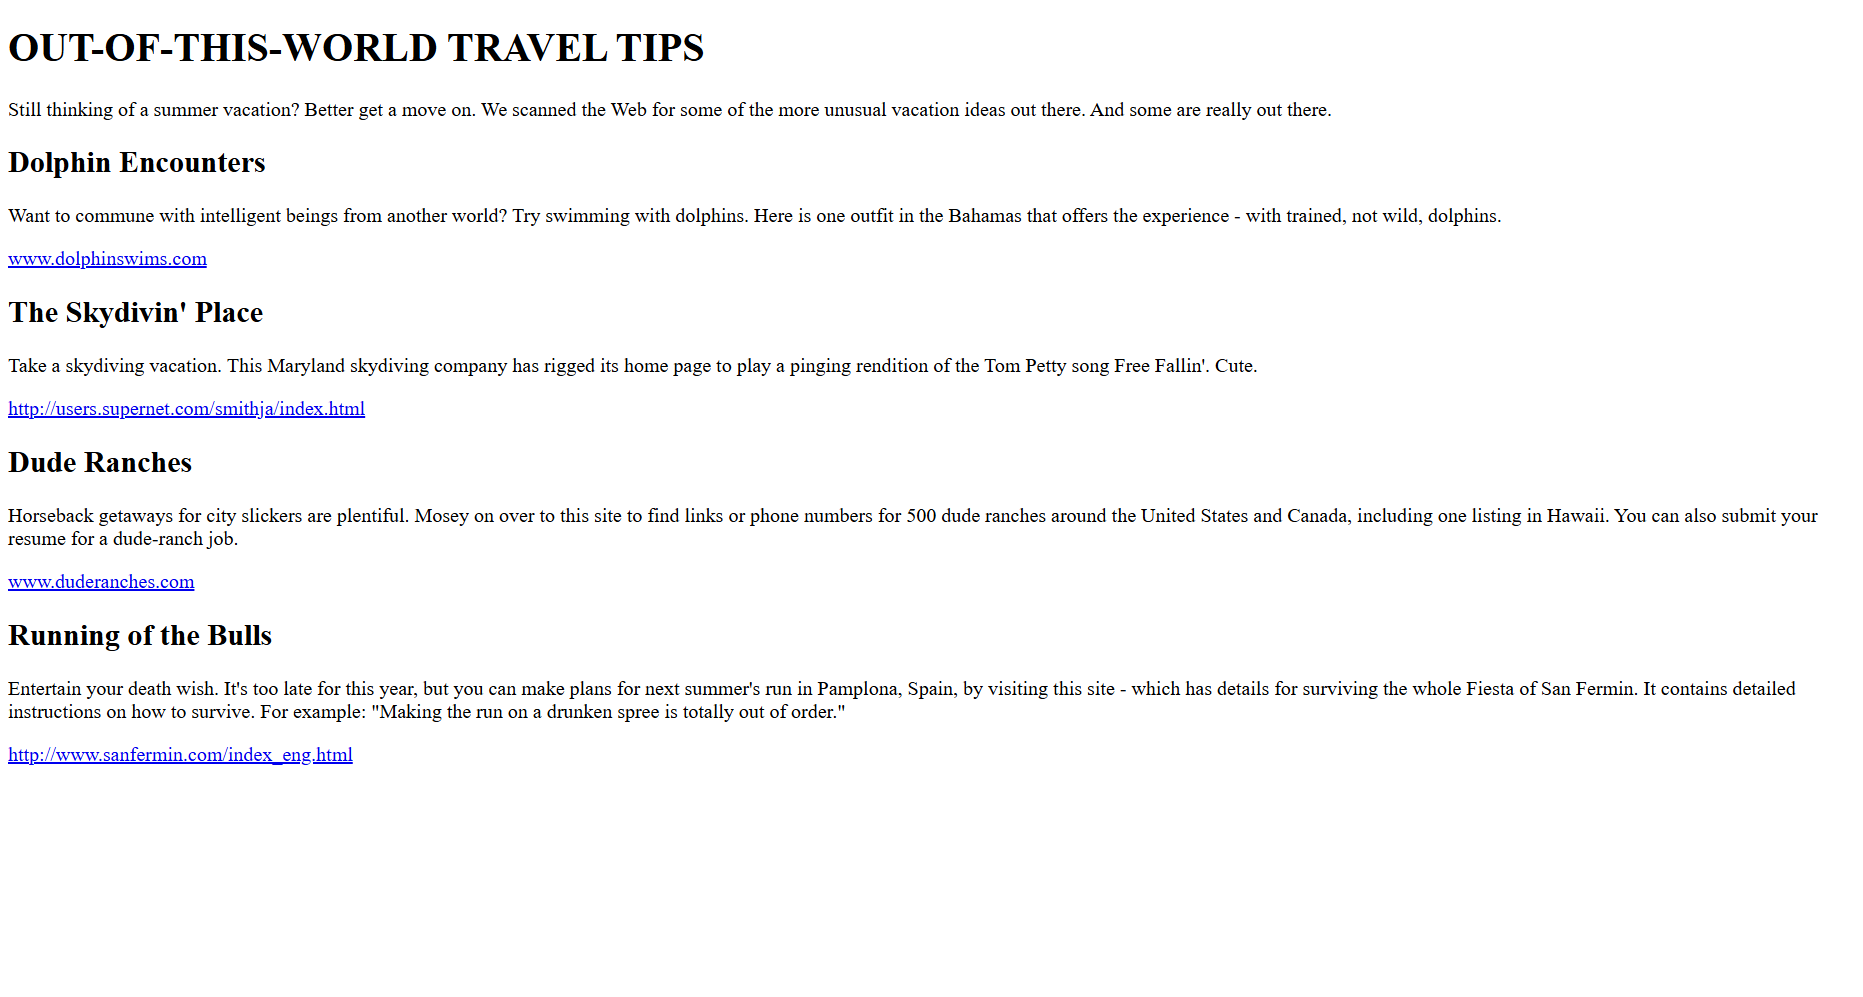 OUT-OF-THIS-WORLD TRAVEL TIPS
Still thinking of a summer vacation? Better get a move on. We scanned the Web for some of the more unusual vacation ideas out there. And some are really out there.
Dolphin Encounters
Want to commune with intelligent beings from another world? Try swimming with dolphins. Here is one outfit in the Bahamas that offers the experience - with trained, not wild, dolphins.
www.dolphinswims.com
The Skydivin' Place
Take a skydiving vacation. This Maryland skydiving company has rigged its home page to play a pinging rendition of the Tom Petty song Free Fallin'. Cute.
http://users.supernet.com/smithja/index.html
Dude Ranches
Horseback getaways for city slickers are plentiful. Mosey on over to this site to find links or phone numbers for 500 dude ranches around the United States and Canada, including one listing in Hawaii. You can also submit your
resume for a dude-ranch job.
www.duderanches.com
Running of the Bulls
Entertain your death wish. It's too late for this year, but you can make plans for next summer's run in Pamplona, Spain, by visiting this site - which has details for surviving the whole Fiesta of San Fermin. It contains detailed
instructions on how to survive. For example: "Making the run on a drunken spree is totally out of order."
http://www.sanfermin.com/index_eng.html